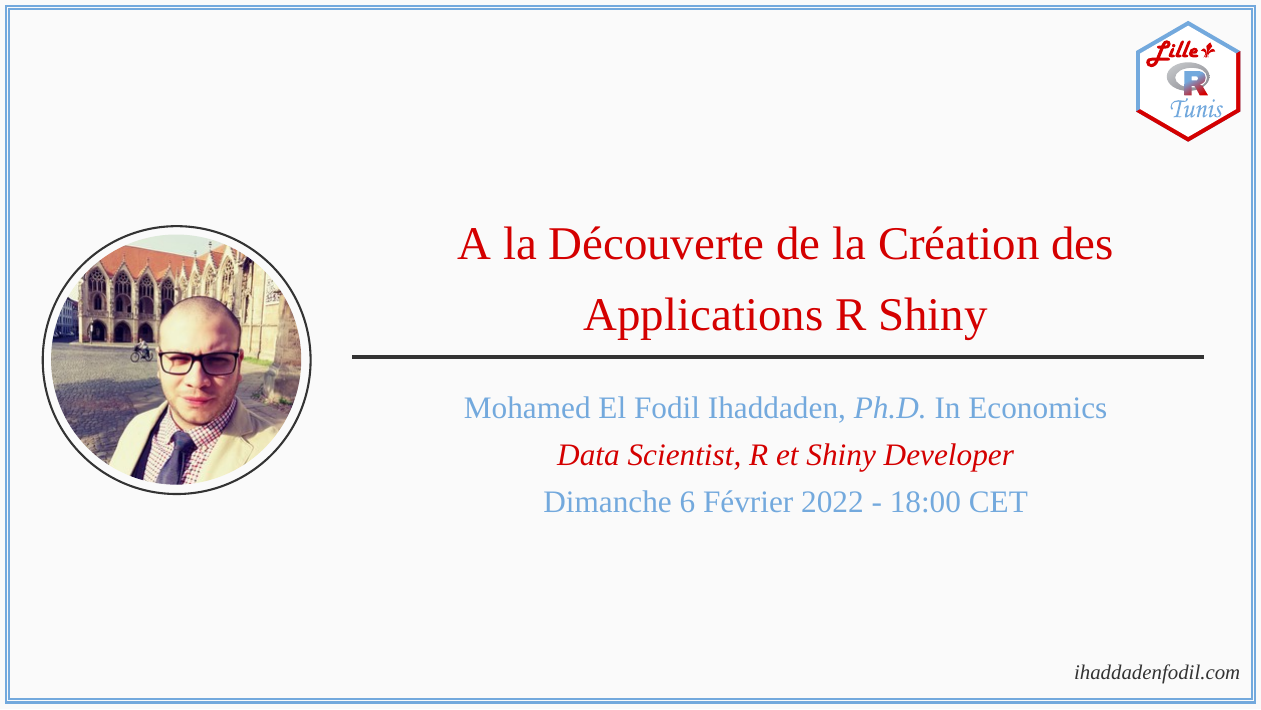 Lille
R
Tunis
A la Découverte de la Création des
Applications R Shiny
Mohamed El Fodil Ihaddaden, Ph.D. In Economics
Data Scientist, R et Shiny Developer
Dimanche 6 Février 2022 - 18:00 CET
ihaddadenfodil.com